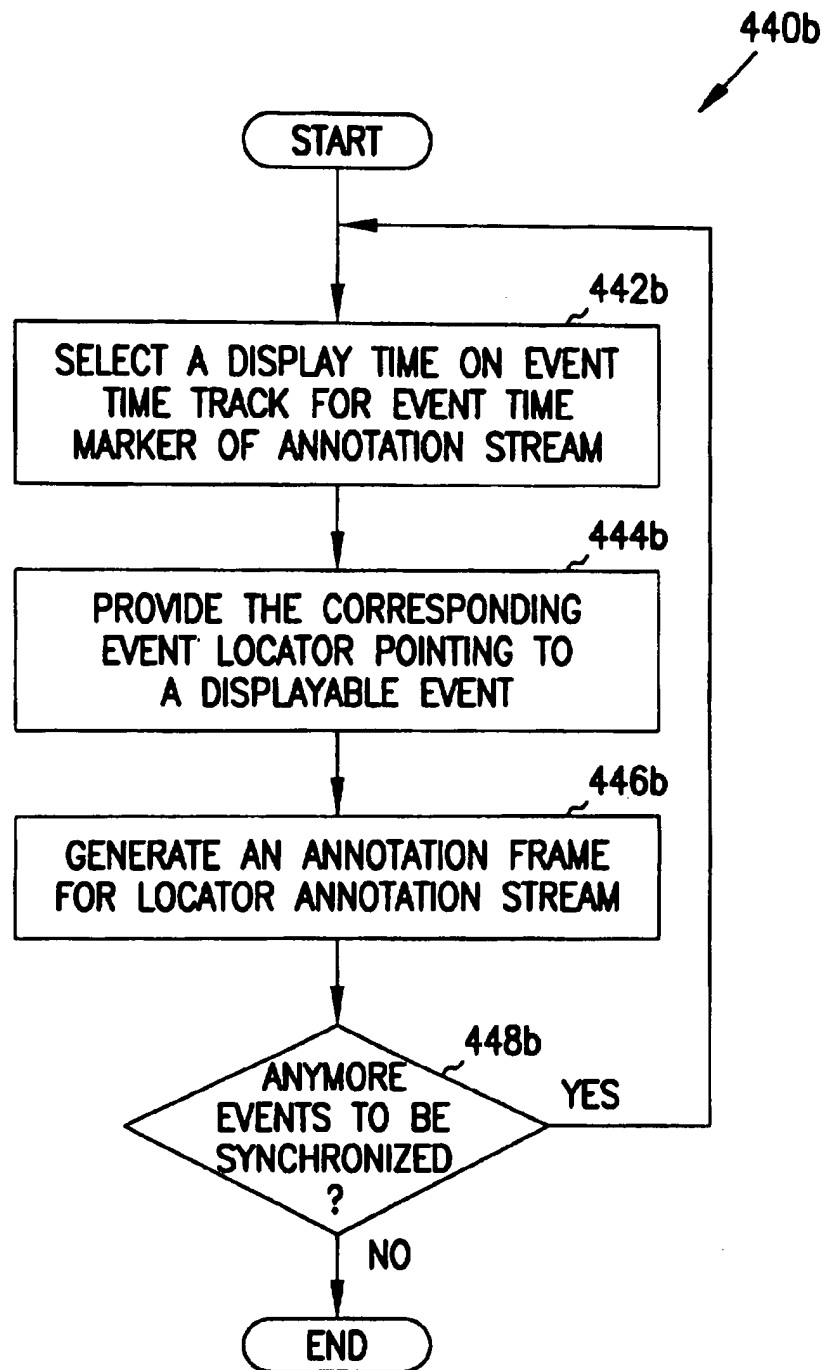 440b
START
442b
SELECT A DISPLAY TIME ON EVENT
TIME TRACK FOR EVENT TIME
MARKER OF ANNOTATION STREAM
444b
PROVIDE THE CORRESPONDING
EVENT LOCATOR POINTING TO
A DISPLAYABLE EVENT
446b
GENERATE AN ANNOTATION FRAME
FOR LOCATOR ANNOTATION STREAM
448b
ANYMORE
EVENTS TO BE
SYNCHRONIZED
?
YES
NO
END